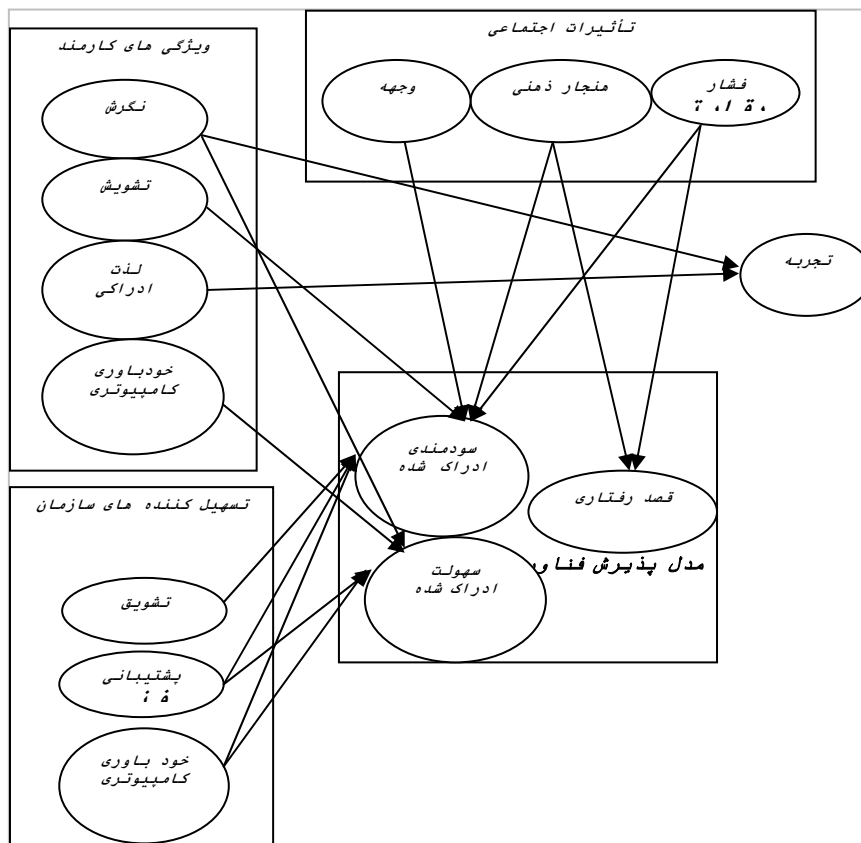 تأثیرات اجتماعی
فشار
هنجار ذهنی
وجهه
ویژگی های کارمند
نگرش
تشویش
لذت
ادراکی
خودباوری
کامپیوتری
تجربه
سودمندی
ادراک شده
قصد رفتاری
سهولت
ادراک شده
مدل پذیرش فناور
تسهیل کننده های سازمان
تشویق
پشتیبانی
خود باوری
کامپیوتری